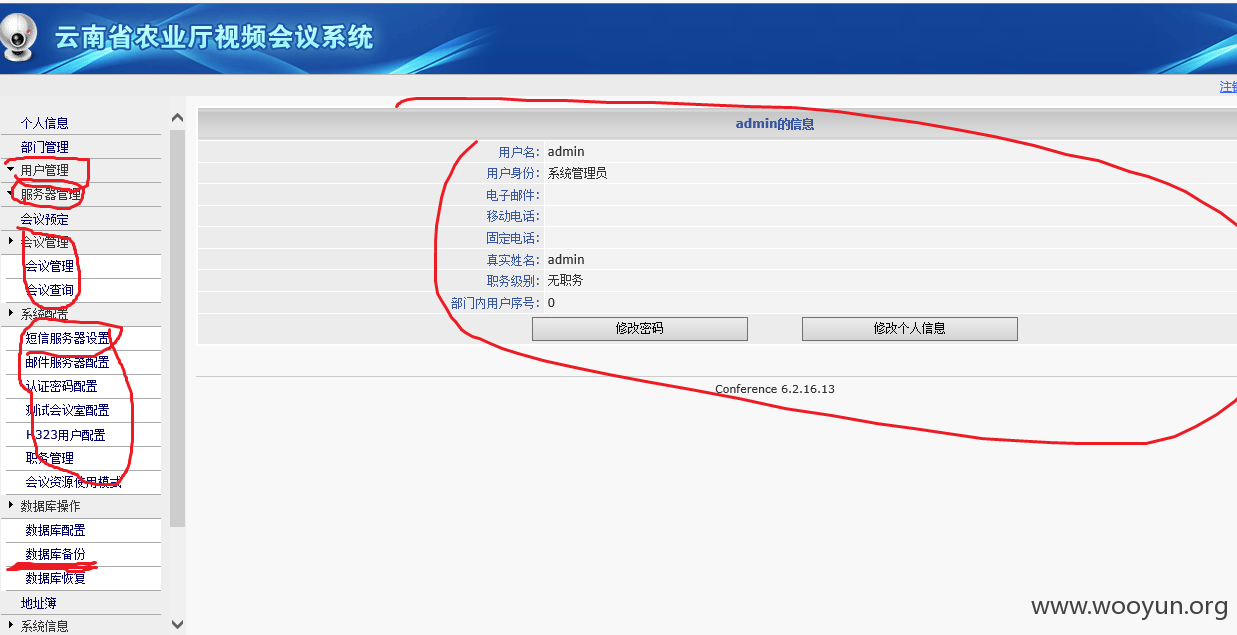 云南省农业厅视频会议系统
个人信息
部门管理
用户管理
服务器管理
会议预定
会议管理
会议管理
会议查询
系统配置
短信服务器设置
邮件服务器配置
认证密码配置
测试会议室配置
H323用户配置
职务管理
会议资源使用模式
数据库操作
数据库配置
数据库备份
数据库恢复
地址簿
系统信息
admin的信息
用户名: admin
用户身份: 系统管理员
电子邮件:
移动电话:
固定电话:
真实姓名: admin
职务级别: 无职务
部门内用户序号: 0
修改密码 修改个人信息
Conference 6.2.16.13
www.wooyun.org